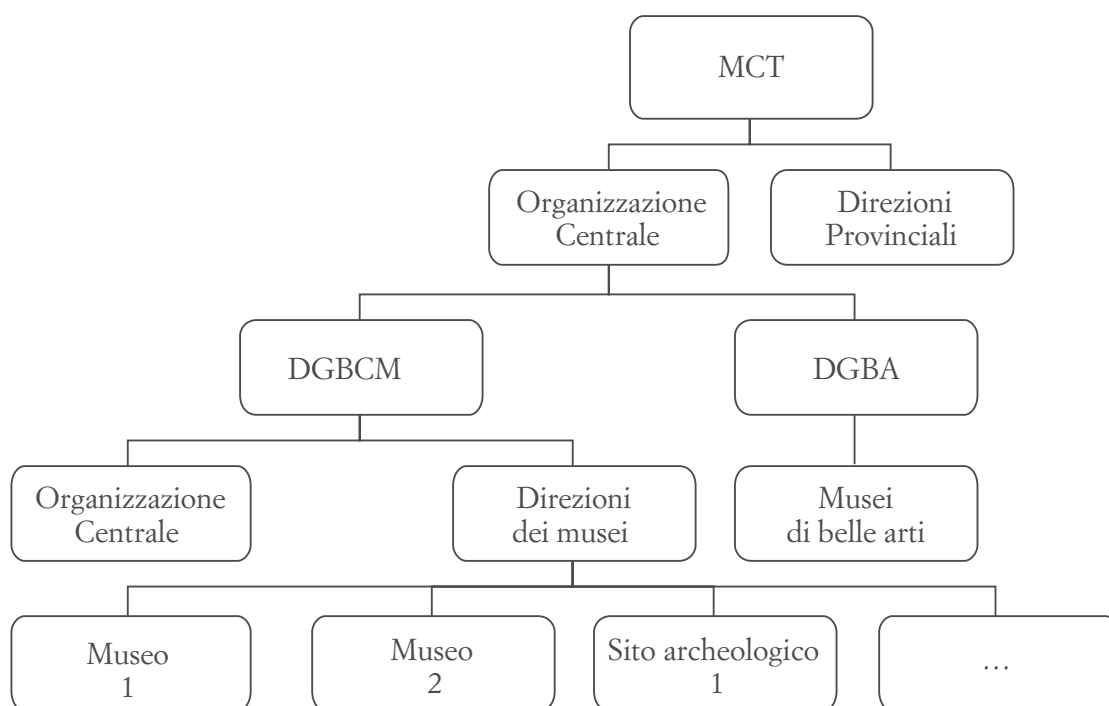 MCT
Organizzazione
Centrale
Direzioni
Provinciali
DGBCM
DGBA
Organizzazione
Centrale
Direzioni
dei musei
Musei
di belle arti
Museo
1
Museo
2
Sito archeologico
1
…